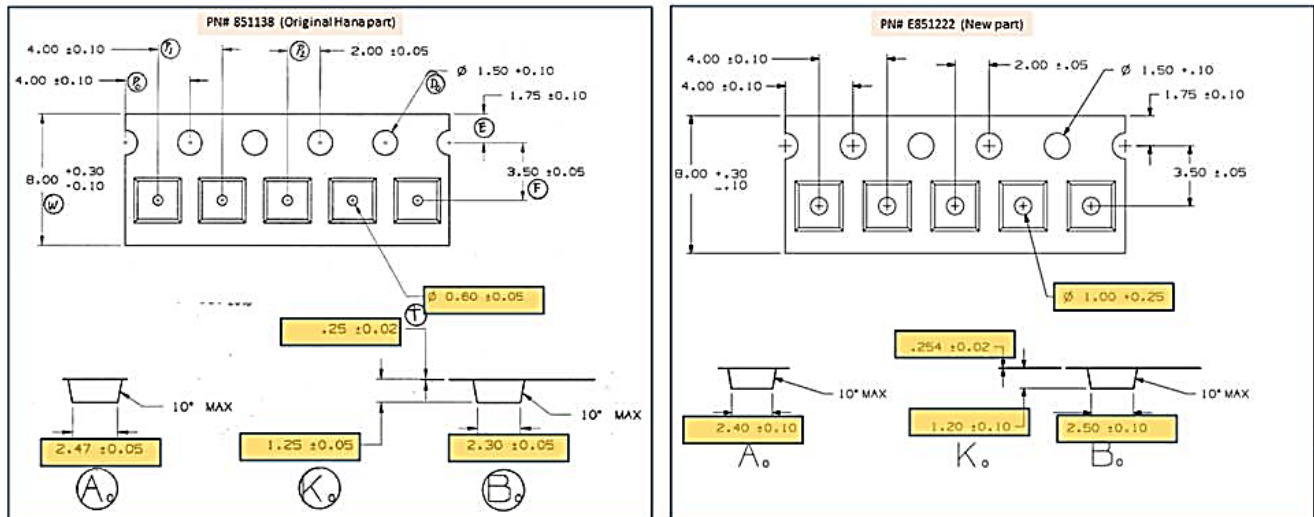 PN# 851138 (Original Hana part)
4.00 ±0.10
P₁
P₂
2.00 ±0.05
4.00 ±0.10
P₀
Ø 1.50 +0.10
D₀
1.75 ±0.10
E
8.00 +0.30 -0.10
W
3.50 ±0.05
F
Ø 0.60 ±0.05
T
.25 ±0.02
10° MAX
10° MAX
2.47 ±0.05
1.25 ±0.05
2.30 ±0.05
A₀
K₀
B₀
PN# E851222 (New part)
4.00 ±0.10
2.00 ±.05
Ø 1.50 +.10
4.00 ±0.10
1.75 ±0.10
8.00 +.30 -.10
3.50 ±.05
Ø 1.00 +0.25
.254 ±0.02
10° MAX
10° MAX
2.40 ±0.10
1.20 ±0.10
2.50 ±0.10
A₀
K₀
B₀